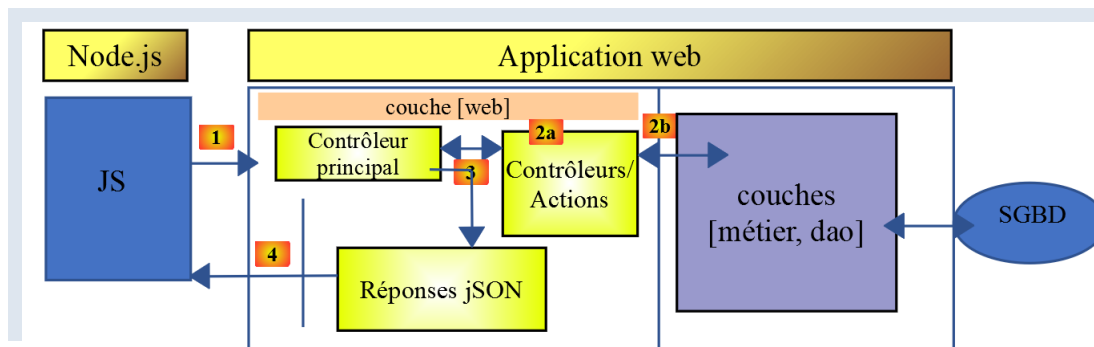 Node.js
Application web
couche [web]
1
Contrôleur
principal
2a
2b
JS
3
Contrôleurs/
Actions
couches
[métier, dao]
SGBD
4
Réponses jSON